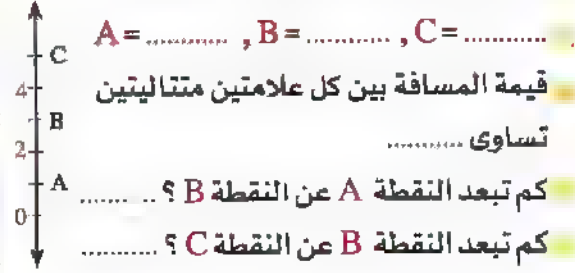 A = ............ , B = ............ , C = ............ ,
قيمة المسافة بين كل علامتين متتاليتين
تساوى ............
كم تبعد النقطة A عن النقطة B ؟ ............
كم تبعد النقطة B عن النقطة C ؟ ............
C
4
B
2
A
0